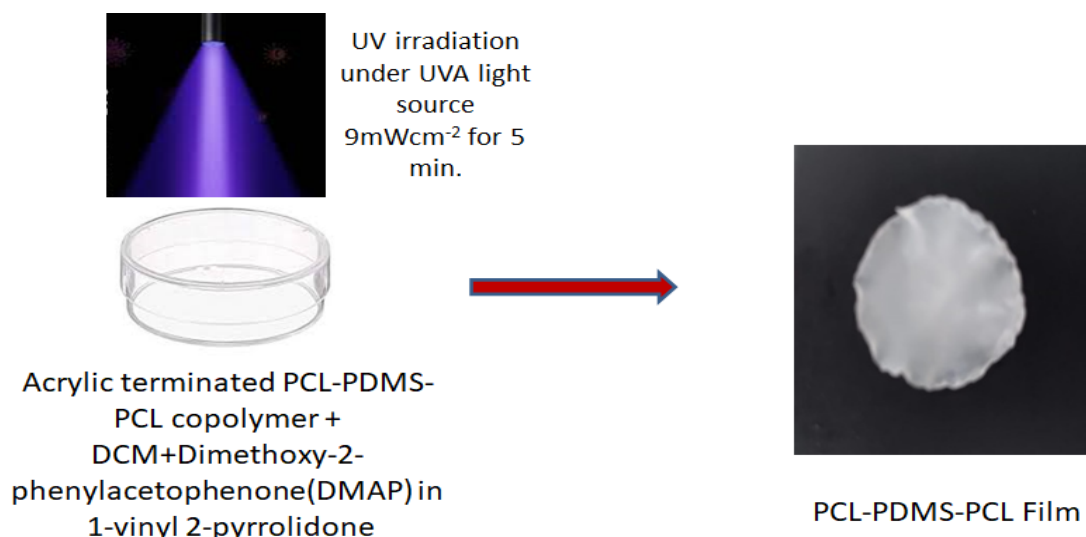 UV irradiation
under UVA light
source
9mWcm-2 for 5
min.
Acrylic terminated PCL-PDMS-
PCL copolymer +
DCM+Dimethoxy-2-
phenylacetophenone(DMAP) in
1-vinyl 2-pyrrolidone
PCL-PDMS-PCL Film